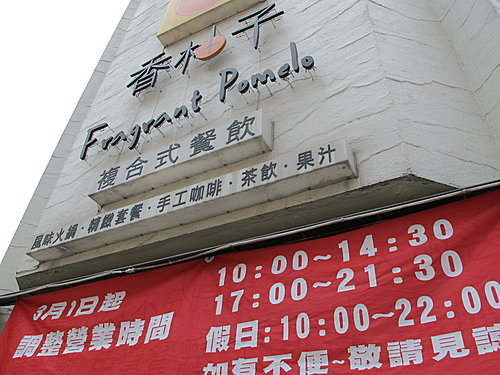 香柚子
Fragrant Pomelo
複合式餐飲
風味火鍋·精緻套餐·手工咖啡·茶飲·果汁
3月1日起
調整營業時間
10:00~14:30
17:00~21:30
假日:10:00~22:00
如有不便~敬請見諒